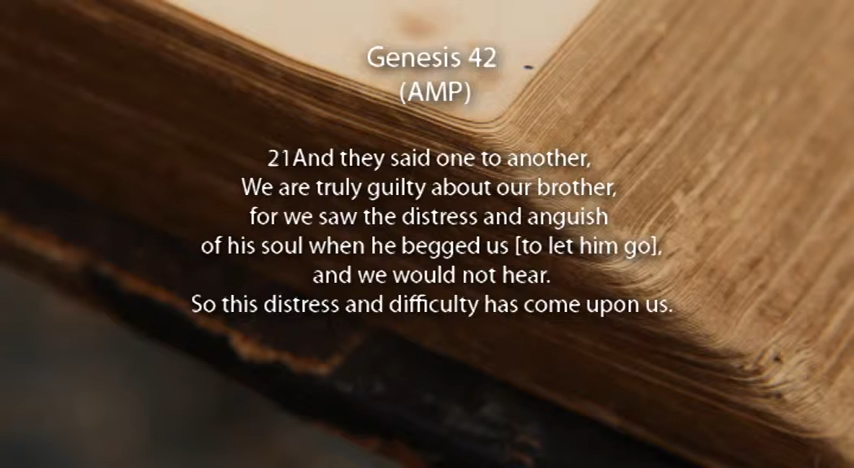 Genesis 42
(AMP)
21And they said one to another,
We are truly guilty about our brother,
for we saw the distress and anguish
of his soul when he begged us [to let him go],
and we would not hear.
So this distress and difficulty has come upon us.